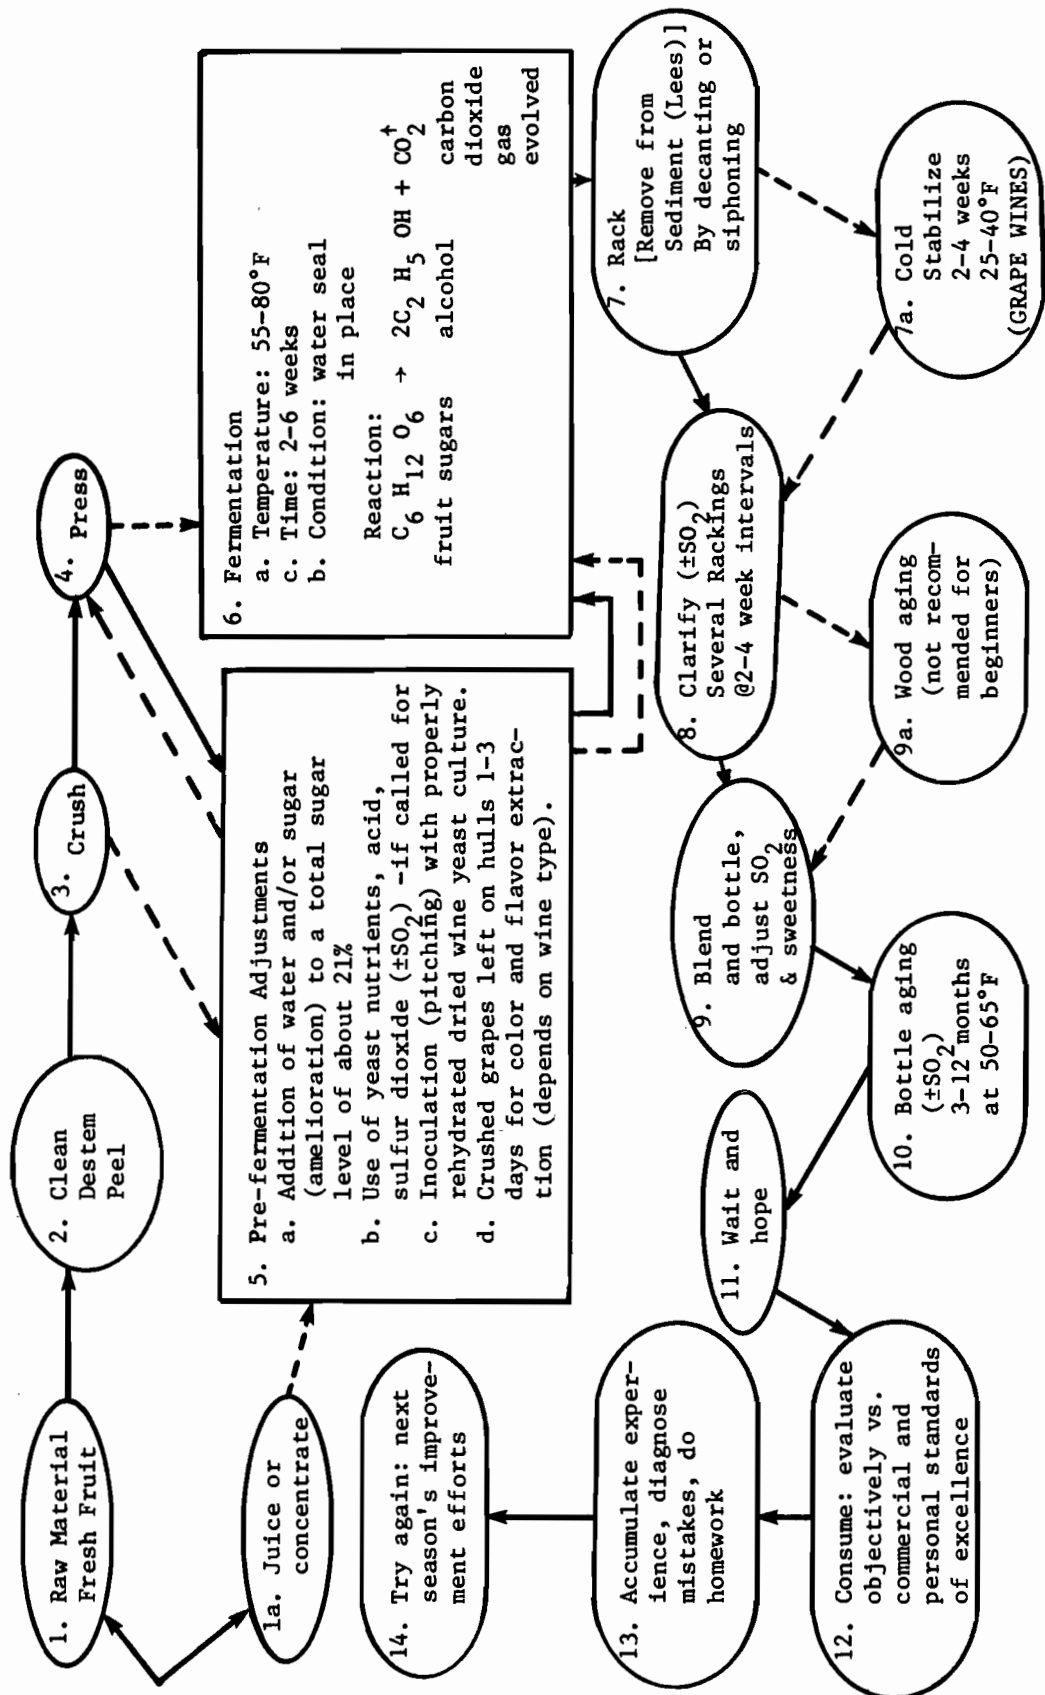 1. Raw Material
Fresh Fruit
1a. Juice or
concentrate
2. Clean
Destem
Peel
3. Crush
4. Press
5. Pre-fermentation Adjustments
a. Addition of water and/or sugar
(amelioration) to a total sugar
level of about 21%
b. Use of yeast nutrients, acid,
sulfur dioxide (±SO2) -if called for
c. Inoculation (pitching) with properly
rehydrated dried wine yeast culture.
d. Crushed grapes left on hulls 1-3
days for color and flavor extrac-
tion (depends on wine type).
6. Fermentation
a. Temperature: 55-80°F
c. Time: 2-6 weeks
b. Condition: water seal
in place
Reaction:
C6 H12 O6 → 2C2 H5 OH + CO2↑
fruit sugars alcohol carbon
dioxide
gas
evolved
7. Rack
[Remove from
Sediment (Lees)]
By decanting or
siphoning
7a. Cold
Stabilize
2-4 weeks
25-40°F
(GRAPE WINES)
8. Clarify (±SO2)
Several Rackings
@2-4 week intervals
9a. Wood aging
(not recom-
mended for
beginners)
9. Blend
and bottle,
adjust SO2
& sweetness
10. Bottle aging
(±SO2)
3-12 months
at 50-65°F
11. Wait and
hope
12. Consume: evaluate
objectively vs.
commercial and
personal standards
of excellence
13. Accumulate exper-
ience, diagnose
mistakes, do
homework
14. Try again: next
season's improve-
ment efforts